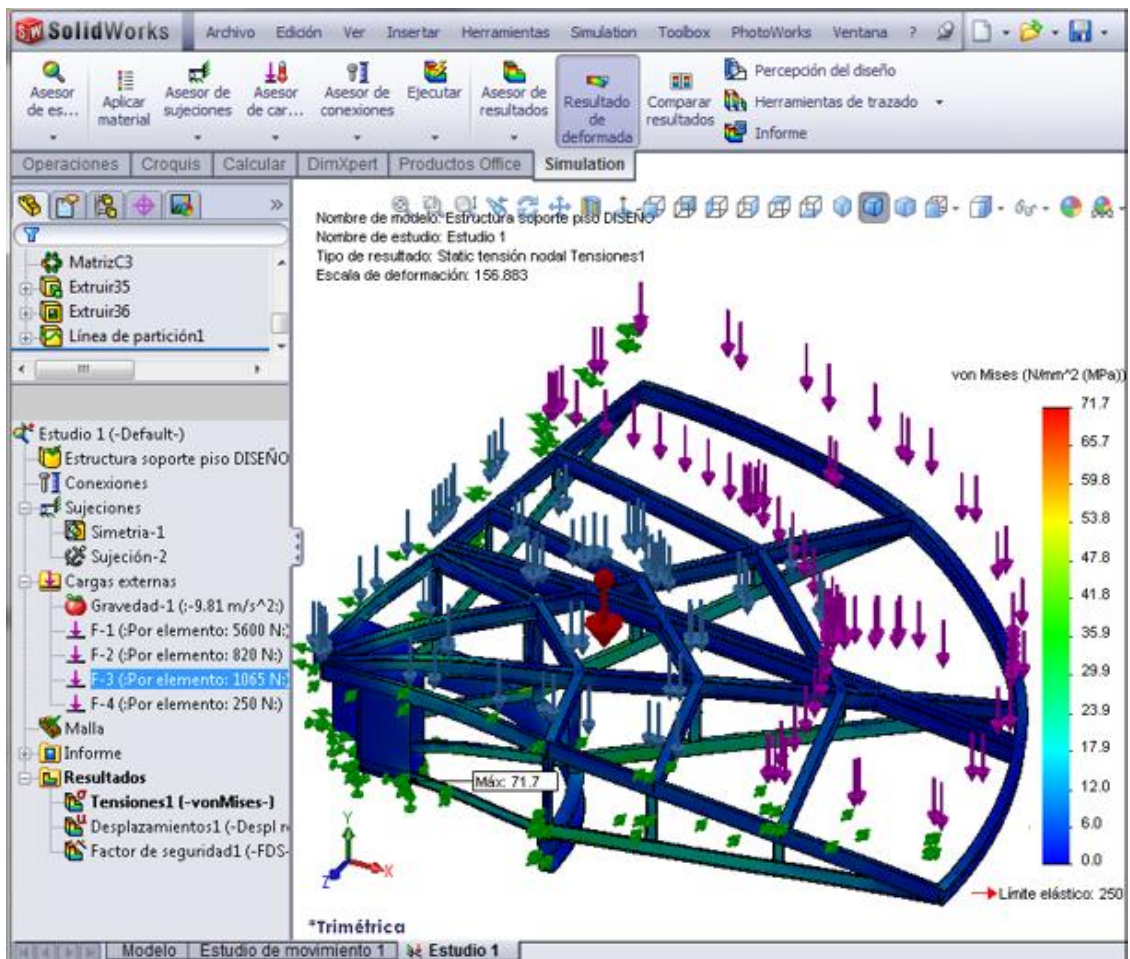 SolidWorks Archivo Edición Ver Insertar Herramientas Simulation Toolbox PhotoWorks Ventana ?
Asesor de es...
Aplicar material
Asesor de sujeciones
Asesor de car...
Asesor de conexiones
Ejecutar
Asesor de resultados
Resultado de deformada
Comparar resultados
Percepción del diseño
Herramientas de trazado
Informe
Operaciones Croquis Calcular DimXpert Productos Office Simulation
MatrizC3
Extruir35
Extruir36
Línea de partición1
Estudio 1 (-Default-)
Estructura soporte piso DISEÑO
Conexiones
Sujeciones
Simetria-1
Sujeción-2
Cargas externas
Gravedad-1 (:-9.81 m/s^2:)
F-1 (:Por elemento: 5600 N:)
F-2 (:Por elemento: 820 N:)
F-3 (:Por elemento: 1065 N:)
F-4 (:Por elemento: 250 N:)
Malla
Informe
Resultados
Tensiones1 (-vonMises-)
Desplazamientos1 (-Despl r
Factor de seguridad1 (-FDS-
Nombre de modelo: Estructura soporte piso DISEÑO
Nombre de estudio: Estudio 1
Tipo de resultado: Static tensión nodal Tensiones1
Escala de deformación: 156.883
von Mises (N/mm^2 (MPa))
71.7
65.7
59.8
53.8
47.8
41.8
35.9
29.9
23.9
17.9
12.0
6.0
0.0
Límite elástico: 250
Máx: 71.7
Y
X
Z
*Trimétrica
Modelo Estudio de movimiento 1 Estudio 1